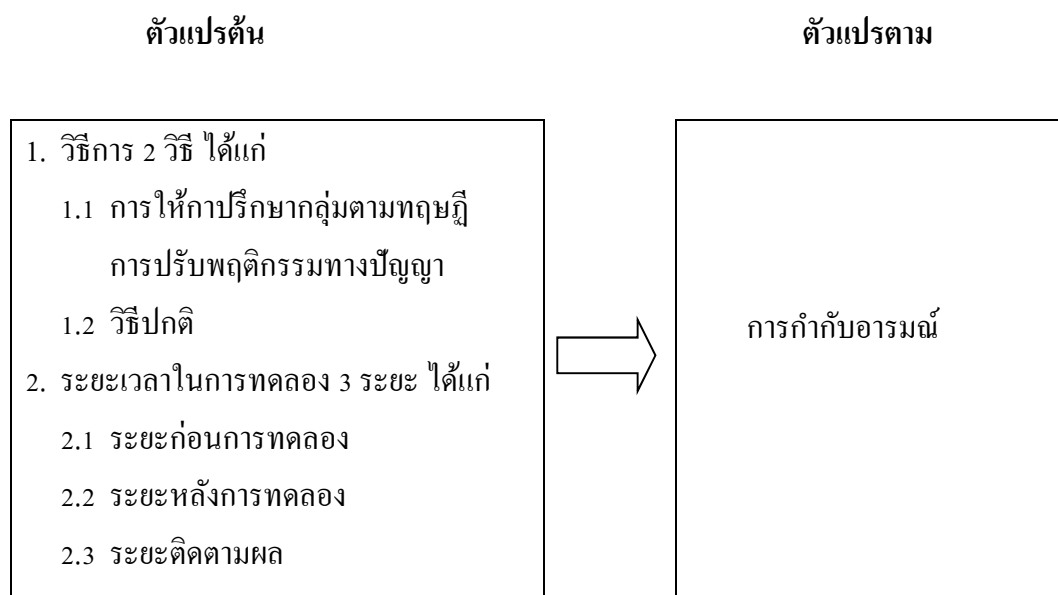 ตัวแปรต้น
ตัวแปรตาม
1. วิธีการ 2 วิธี ได้แก่
1.1 การให้กาปรึกษากลุ่มตามทฤษฎี
การปรับพฤติกรรมทางปัญญา
1.2 วิธีปกติ
2. ระยะเวลาในการทดลอง 3 ระยะ ได้แก่
2.1 ระยะก่อนการทดลอง
2.2 ระยะหลังการทดลอง
2.3 ระยะติดตามผล
การกำกับอารมณ์